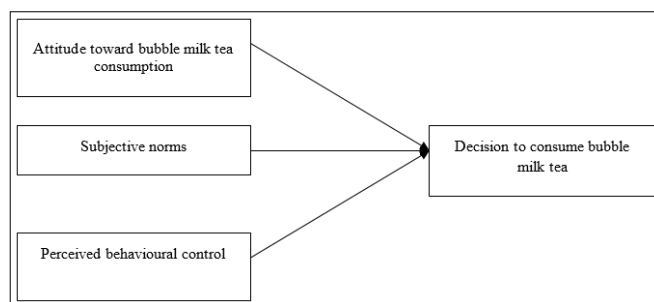 Attitude toward bubble milk tea
consumption
Subjective norms
Decision to consume bubble
milk tea
Perceived behavioural control